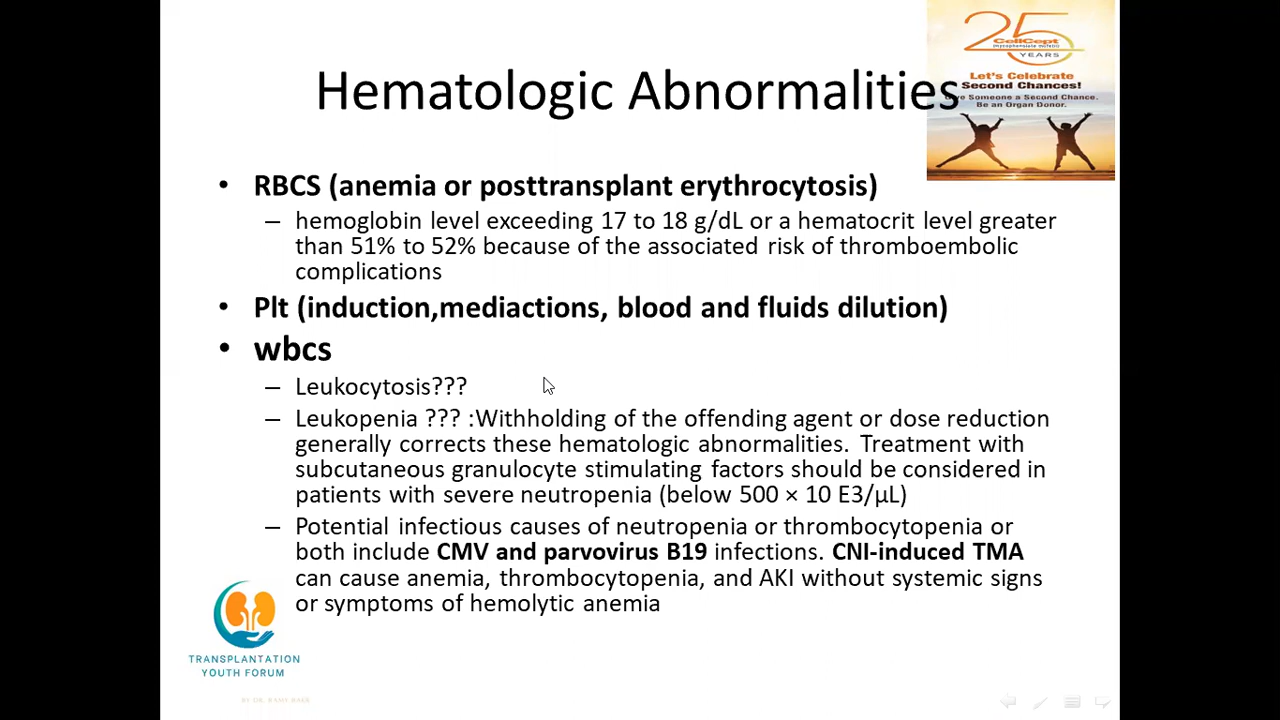 25
CellCept
(mycophenolate mofetil)
YEARS
Let's Celebrate
Second Chances!
ve Someone a Second Chance.
Be an Organ Donor.
Hematologic Abnormalities
• RBCS (anemia or posttransplant erythrocytosis)
– hemoglobin level exceeding 17 to 18 g/dL or a hematocrit level greater
than 51% to 52% because of the associated risk of thromboembolic
complications
• Plt (induction,mediactions, blood and fluids dilution)
• wbcs
– Leukocytosis???
– Leukopenia ??? :Withholding of the offending agent or dose reduction
generally corrects these hematologic abnormalities. Treatment with
subcutaneous granulocyte stimulating factors should be considered in
patients with severe neutropenia (below 500 × 10 E3/µL)
– Potential infectious causes of neutropenia or thrombocytopenia or
both include CMV and parvovirus B19 infections. CNI-induced TMA
can cause anemia, thrombocytopenia, and AKI without systemic signs
or symptoms of hemolytic anemia
TRANSPLANTATION
YOUTH FORUM
BY DR. RAMY